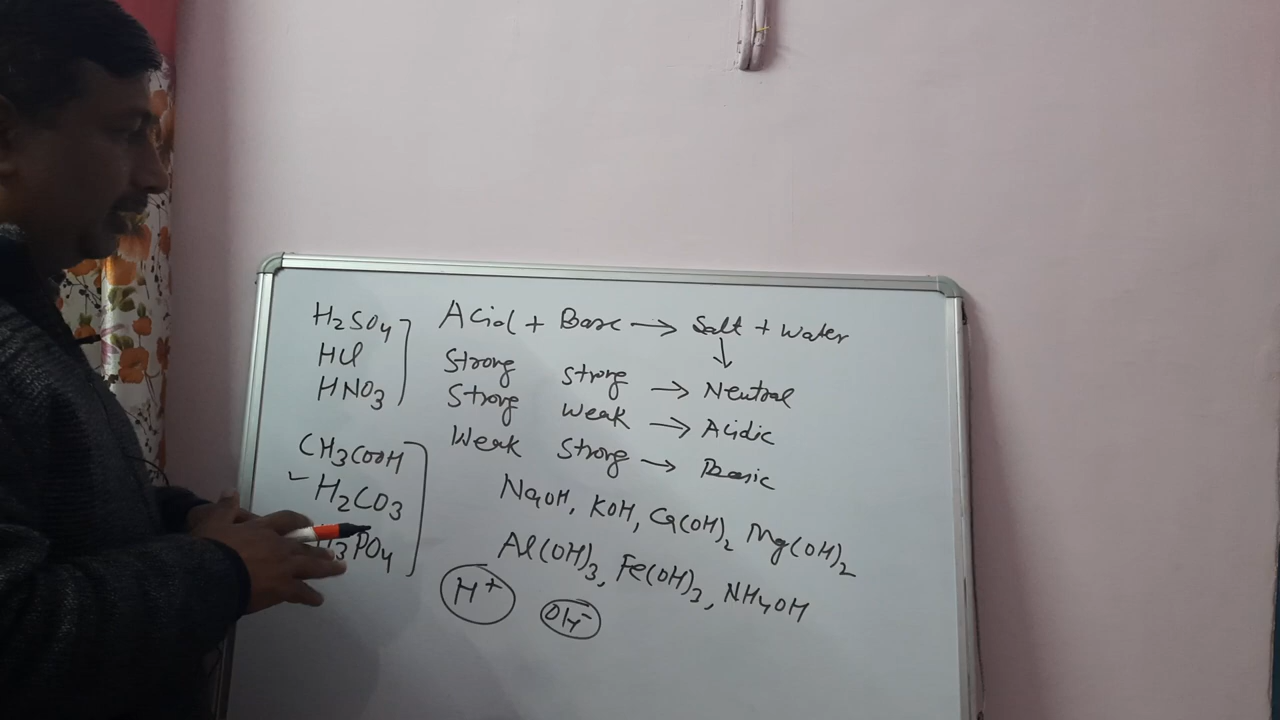 H2SO4
HCl
HNO3
CH3COOH
H2CO3
H3PO4
Acid + Base → Salt + water
↓
Strong Strong → Neutral
Strong Weak → Acidic
Weak Strong → Basic
NaOH, KOH, Ca(OH)2 Mg(OH)2
Al(OH)3, Fe(OH)3, NH4OH
H+ OH-